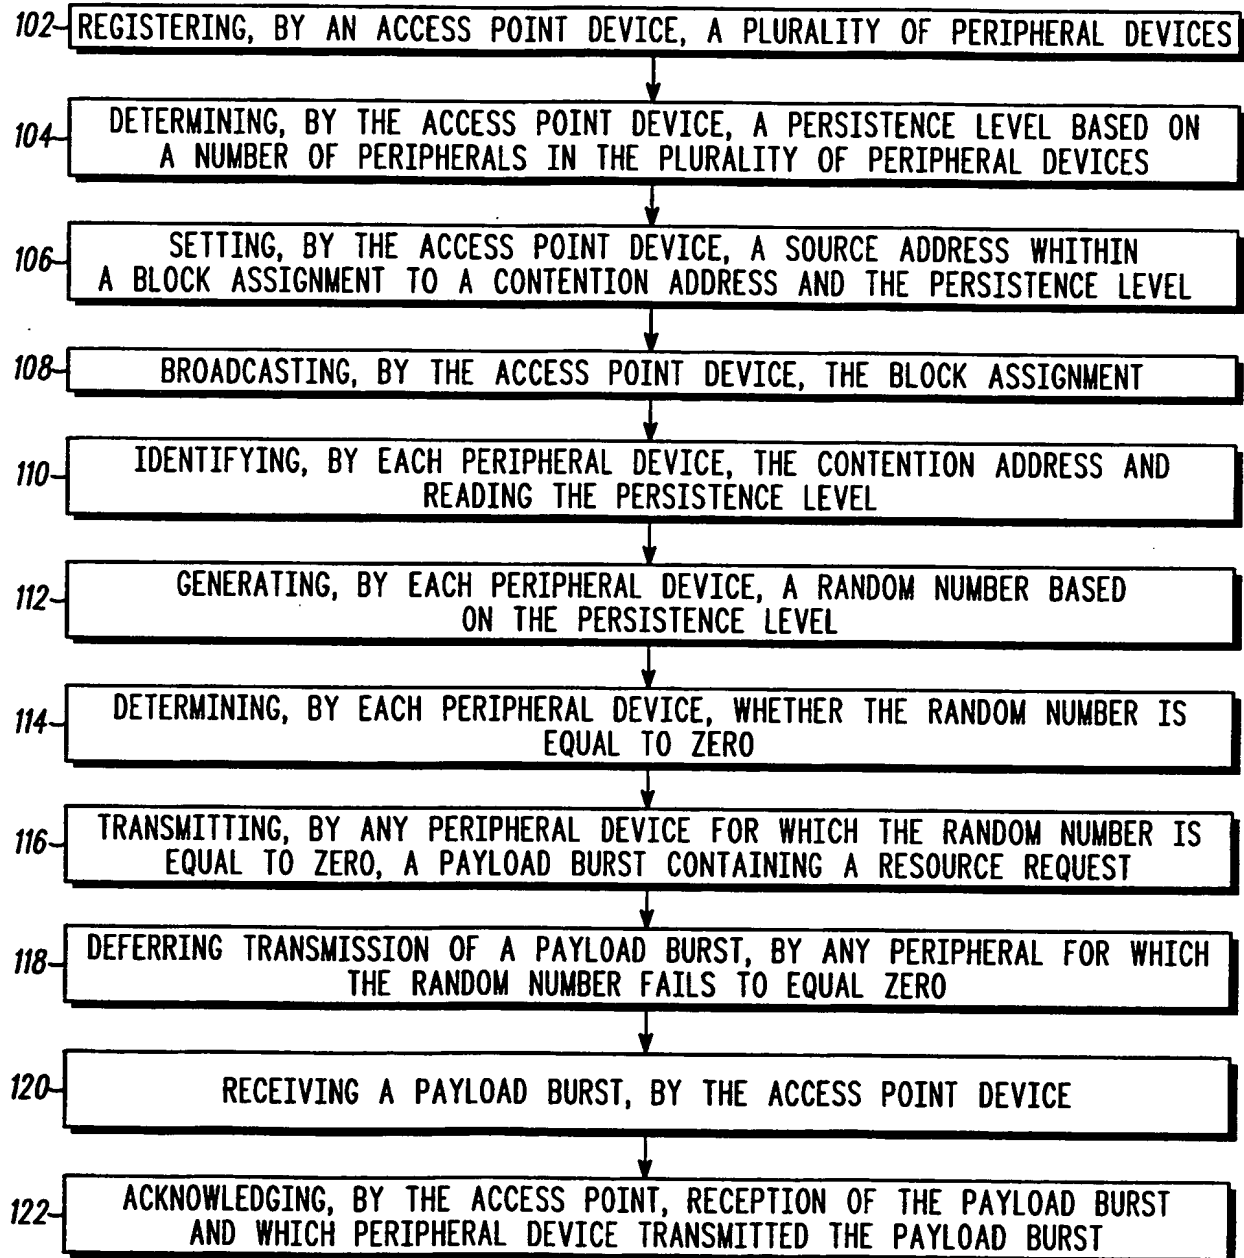 102 REGISTERING, BY AN ACCESS POINT DEVICE, A PLURALITY OF PERIPHERAL DEVICES
104 DETERMINING, BY THE ACCESS POINT DEVICE, A PERSISTENCE LEVEL BASED ON
A NUMBER OF PERIPHERALS IN THE PLURALITY OF PERIPHERAL DEVICES
106 SETTING, BY THE ACCESS POINT DEVICE, A SOURCE ADDRESS WHITHIN
A BLOCK ASSIGNMENT TO A CONTENTION ADDRESS AND THE PERSISTENCE LEVEL
108 BROADCASTING, BY THE ACCESS POINT DEVICE, THE BLOCK ASSIGNMENT
110 IDENTIFYING, BY EACH PERIPHERAL DEVICE, THE CONTENTION ADDRESS AND
READING THE PERSISTENCE LEVEL
112 GENERATING, BY EACH PERIPHERAL DEVICE, A RANDOM NUMBER BASED
ON THE PERSISTENCE LEVEL
114 DETERMINING, BY EACH PERIPHERAL DEVICE, WHETHER THE RANDOM NUMBER IS
EQUAL TO ZERO
116 TRANSMITTING, BY ANY PERIPHERAL DEVICE FOR WHICH THE RANDOM NUMBER IS
EQUAL TO ZERO, A PAYLOAD BURST CONTAINING A RESOURCE REQUEST
118 DEFERRING TRANSMISSION OF A PAYLOAD BURST, BY ANY PERIPHERAL FOR WHICH
THE RANDOM NUMBER FAILS TO EQUAL ZERO
120 RECEIVING A PAYLOAD BURST, BY THE ACCESS POINT DEVICE
122 ACKNOWLEDGING, BY THE ACCESS POINT, RECEPTION OF THE PAYLOAD BURST
AND WHICH PERIPHERAL DEVICE TRANSMITTED THE PAYLOAD BURST